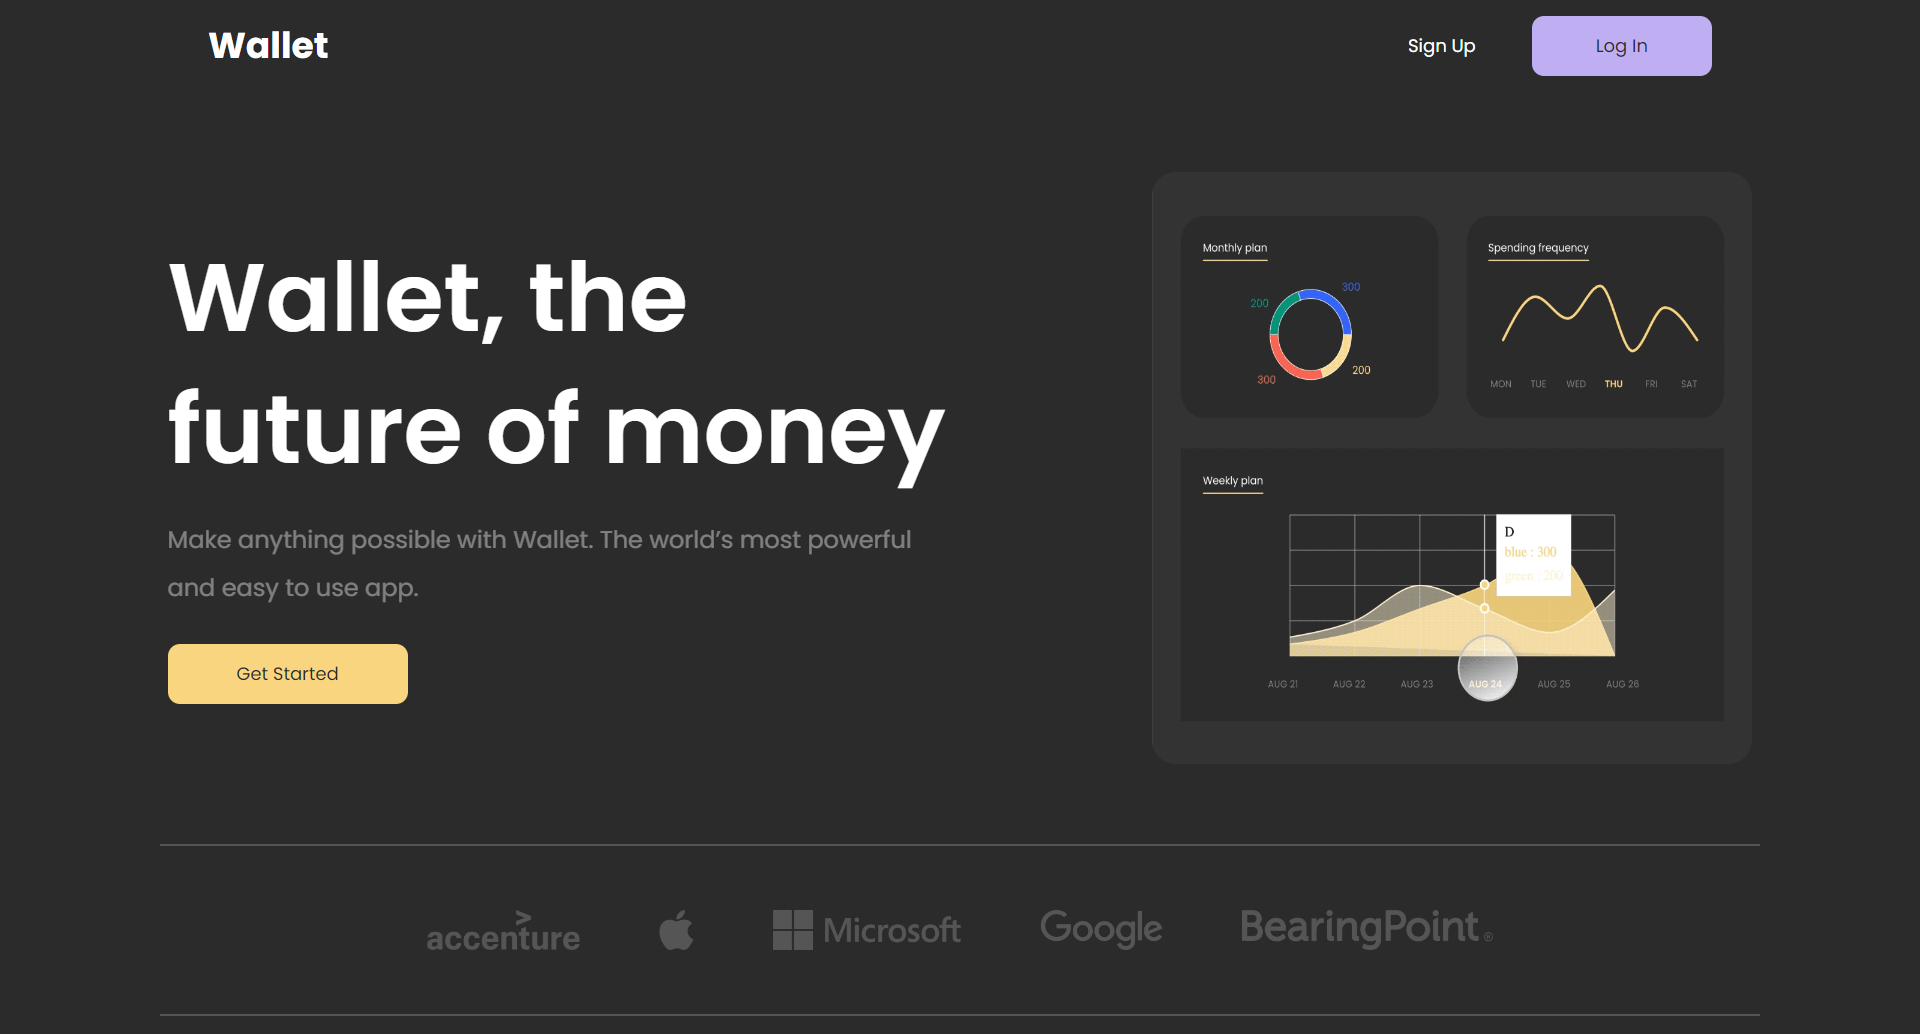 Wallet
Sign Up
Log In
Wallet, the
future of money
Make anything possible with Wallet. The world’s most powerful
and easy to use app.
Get Started
Monthly plan
300
200
200
300
Spending frequency
MON TUE WED THU FRI SAT
Weekly plan
D
blue : 300
green : 200
AUG 21 AUG 22 AUG 23 AUG 24 AUG 25 AUG 26
accenture
Microsoft
Google
BearingPoint®